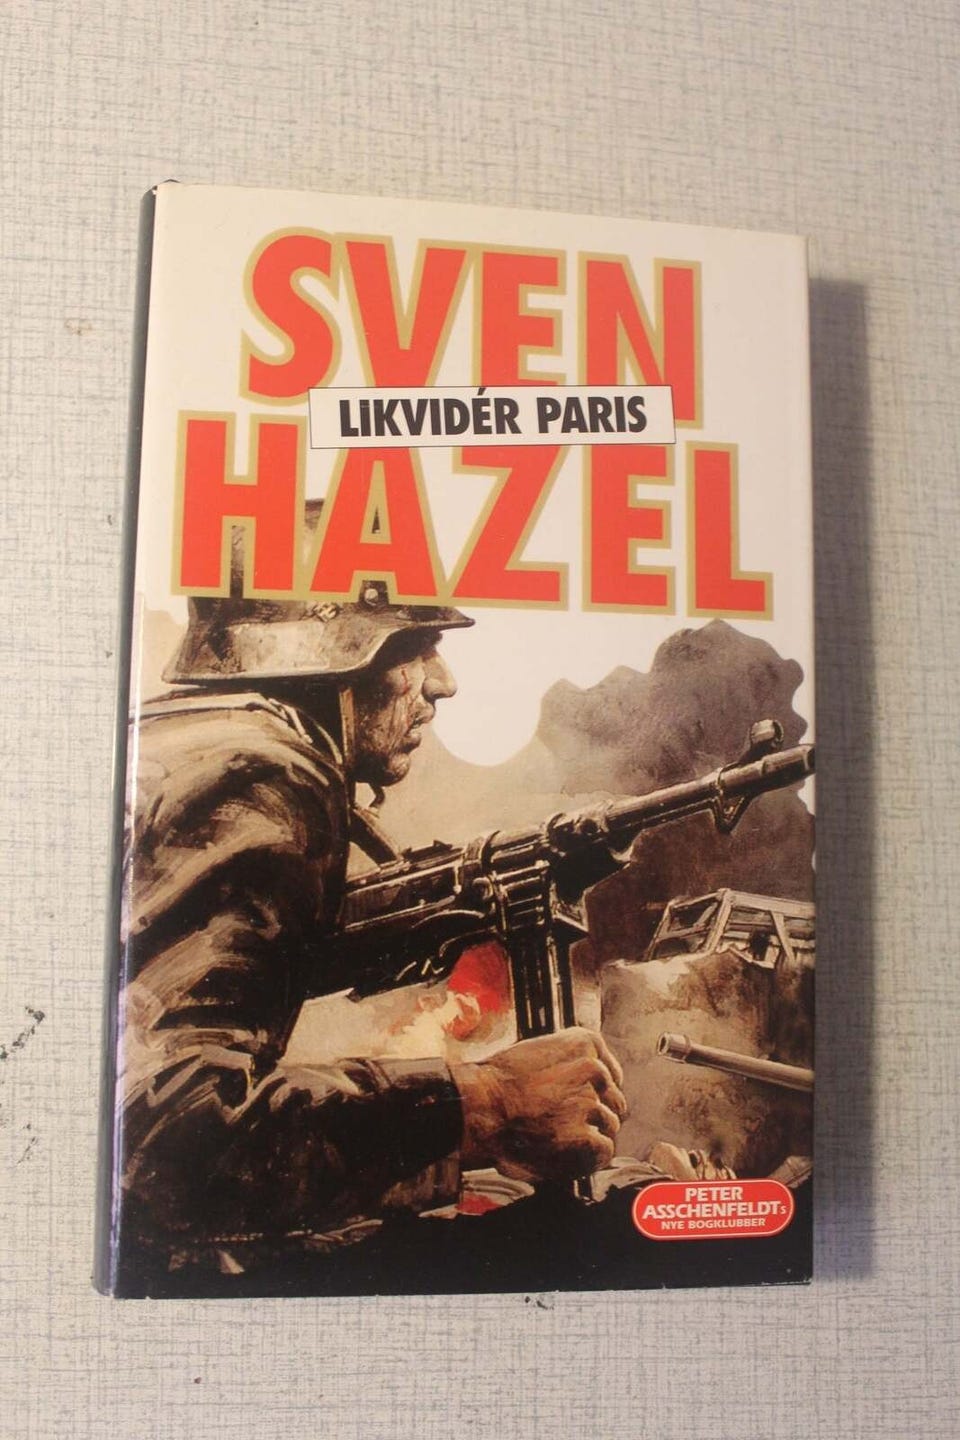 SVEN
LIKVIDÉR PARIS
HAZEL
PETER
ASSCHENFELDTs
NYE BOGKLUBBER